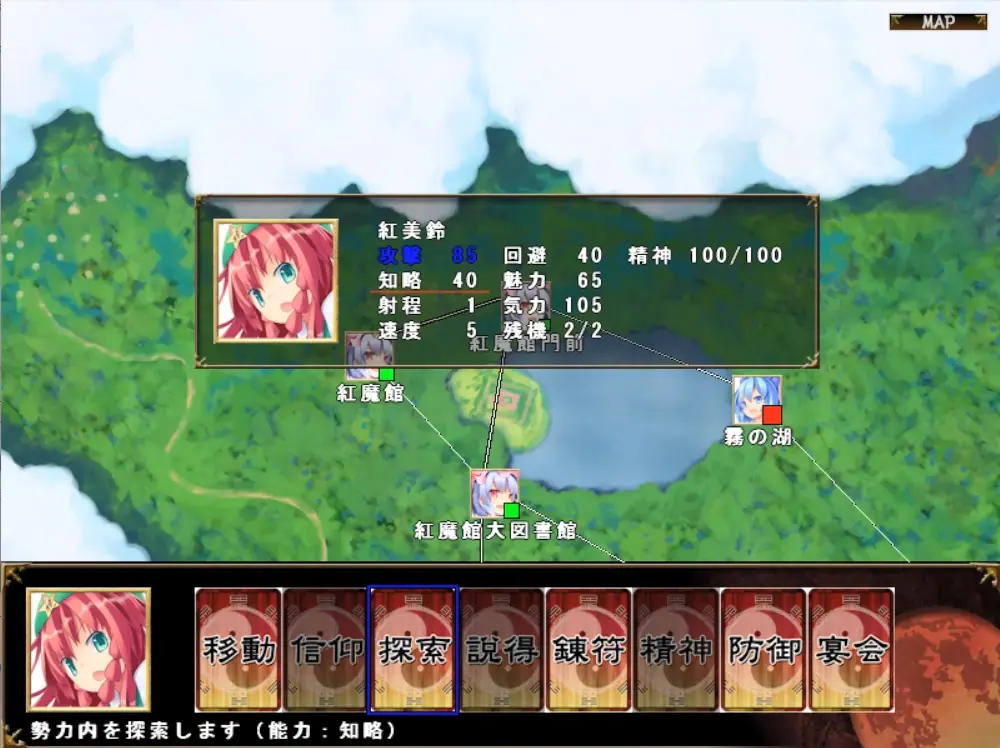 MAP
紅美鈴
攻撃 85 回避 40 精神 100/100
知略 40 魅力 65
射程 1 気力 105
速度 5 残機 2/2
紅魔館門前
紅魔館
霧の湖
紅魔館大図書館
移動 信仰 探索 説得 錬符 精神 防御 宴会
勢力内を探索します(能力:知略)